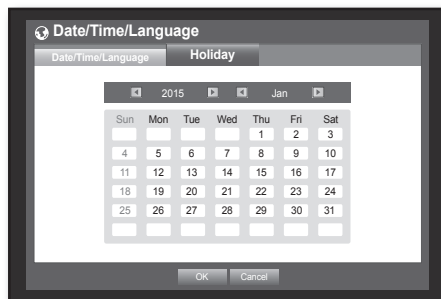 Date/Time/Language
Date/Time/Language Holiday
2015 Jan
Sun Mon Tue Wed Thu Fri Sat
1 2 3
4 5 6 7 8 9 10
11 12 13 14 15 16 17
18 19 20 21 22 23 24
25 26 27 28 29 30 31
OK Cancel